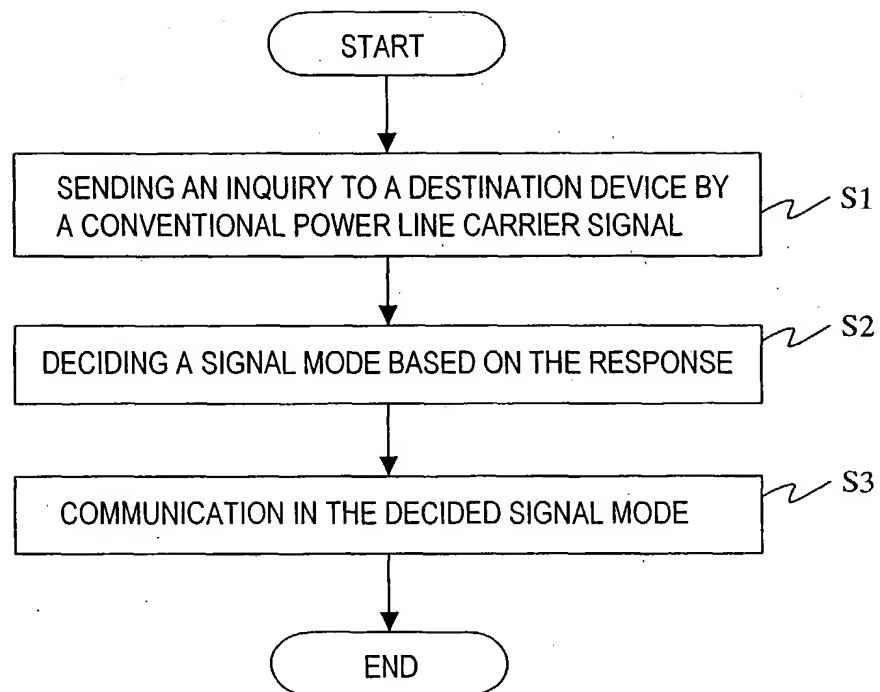 START
SENDING AN INQUIRY TO A DESTINATION DEVICE BY
A CONVENTIONAL POWER LINE CARRIER SIGNAL
S1
DECIDING A SIGNAL MODE BASED ON THE RESPONSE
S2
COMMUNICATION IN THE DECIDED SIGNAL MODE
S3
END